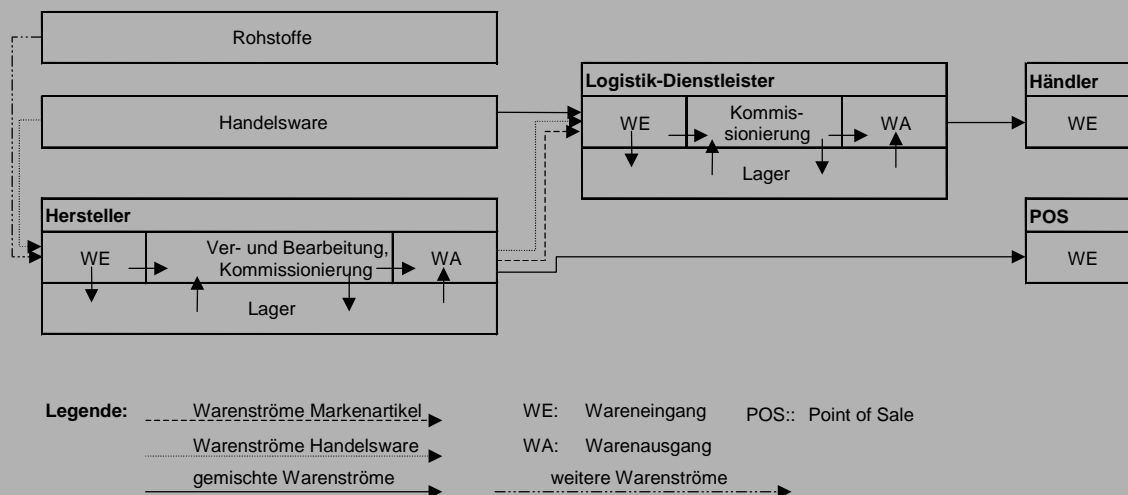 Rohstoffe
Handelsware
Logistik-Dienstleister
WE
Kommis-
sionierung
WA
Lager
Händler
WE
Hersteller
WE
Ver- und Bearbeitung,
Kommissionierung
WA
Lager
POS
WE
Legende:
Warenströme Markenartikel
WE: Wareneingang
POS:: Point of Sale
Warenströme Handelsware
WA: Warenausgang
gemischte Warenströme
weitere Warenströme